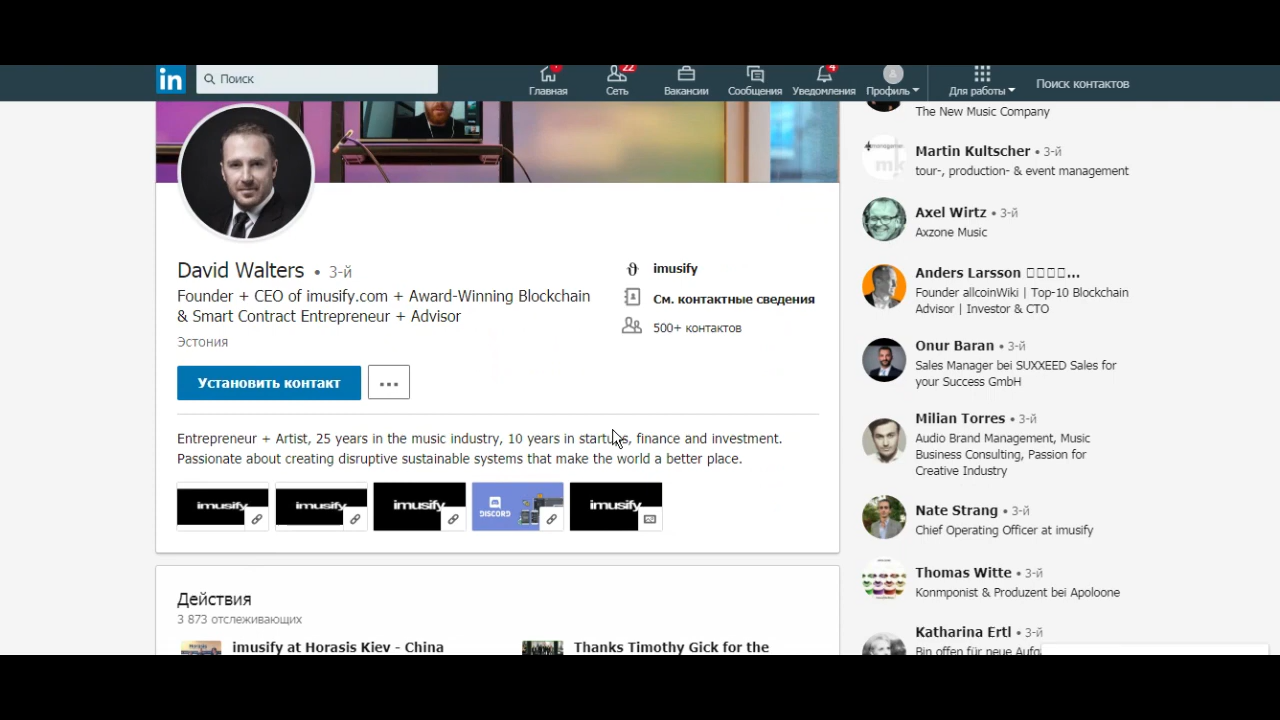 in
Поиск
Главная
22
Сеть
Вакансии
Сообщения
4
Уведомления
Профиль
Для работы
Поиск контактов
David Walters • 3-й
Founder + CEO of imusify.com + Award-Winning Blockchain
& Smart Contract Entrepreneur + Advisor
Эстония
imusify
См. контактные сведения
500+ контактов
Установить контакт
...
Entrepreneur + Artist, 25 years in the music industry, 10 years in startups, finance and investment.
Passionate about creating disruptive sustainable systems that make the world a better place.
imusify
imusify
imusify
DISCORD
imusify
Действия
3 873 отслеживающих
imusify at Horasis Kiev - China
Thanks Timothy Gick for the
The New Music Company
Martin Kultscher • 3-й
tour-, production- & event management
Axel Wirtz • 3-й
Axzone Music
Anders Larsson □□□□...
Founder allcoinWiki | Top-10 Blockchain
Advisor | Investor & CTO
Onur Baran • 3-й
Sales Manager bei SUXXEED Sales for
your Success GmbH
Milian Torres • 3-й
Audio Brand Management, Music
Business Consulting, Passion for
Creative Industry
Nate Strang • 3-й
Chief Operating Officer at imusify
Thomas Witte • 3-й
Konmponist & Produzent bei Apoloone
Katharina Ertl • 3-й
Bin offen für neue